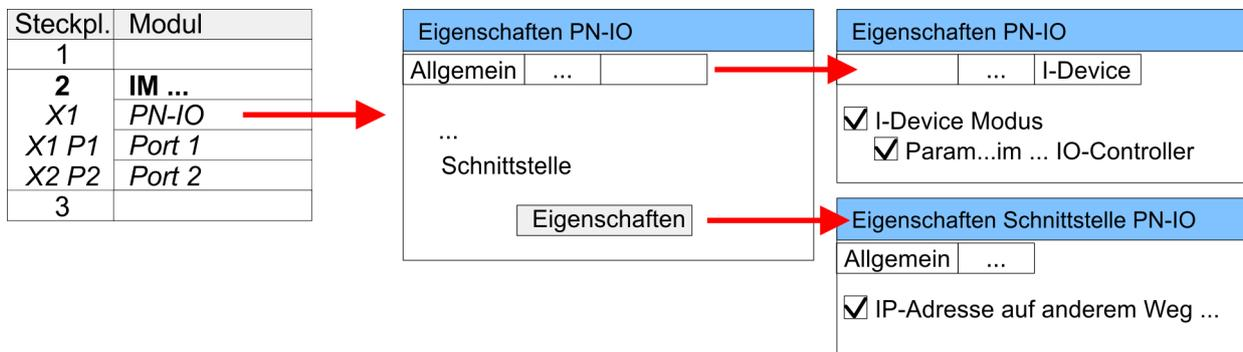 Steckpl. Modul
1
2 IM ...
X1 PN-IO
X1 P1 Port 1
X2 P2 Port 2
3
Eigenschaften PN-IO
Allgemein ...
...
Schnittstelle
Eigenschaften
Eigenschaften PN-IO
... I-Device
I-Device Modus
Param...im ... IO-Controller
Eigenschaften Schnittstelle PN-IO
Allgemein ...
IP-Adresse auf anderem Weg ...